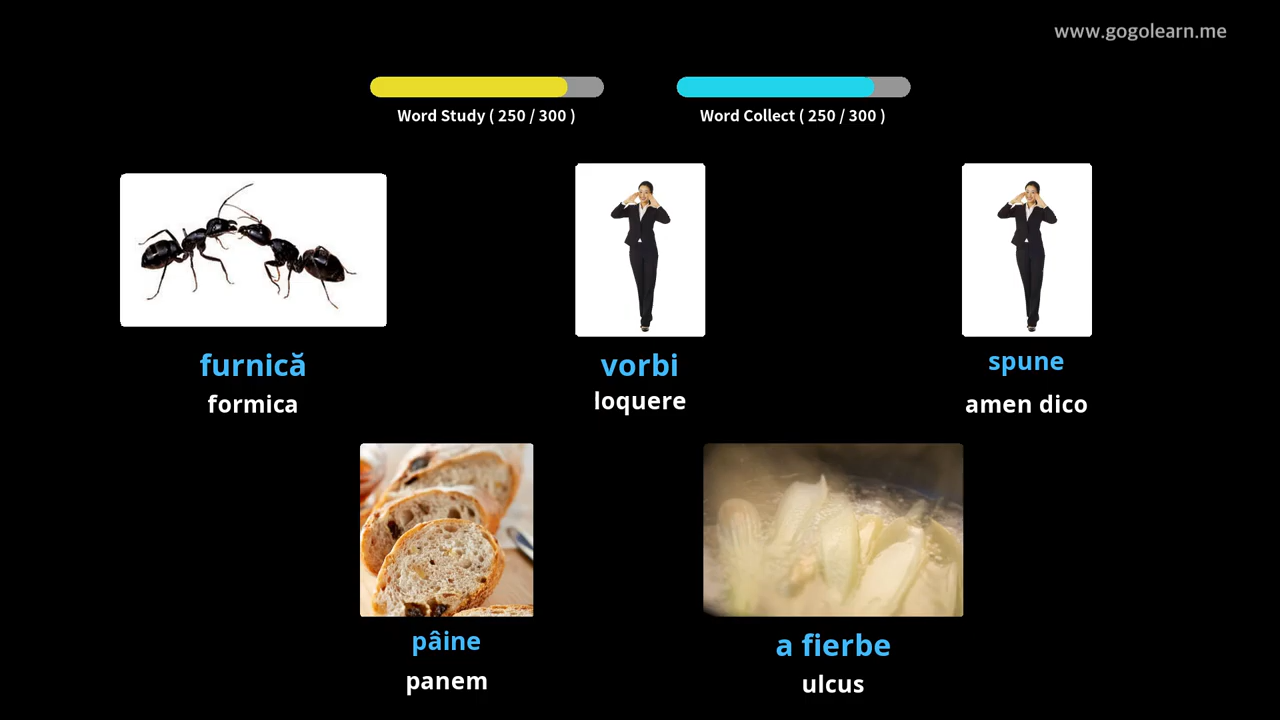 www.gogolearn.me
Word Study ( 250 / 300 )
Word Collect ( 250 / 300 )
furnică
formica
vorbi
loquere
spune
amen dico
pâine
panem
a fierbe
ulcus